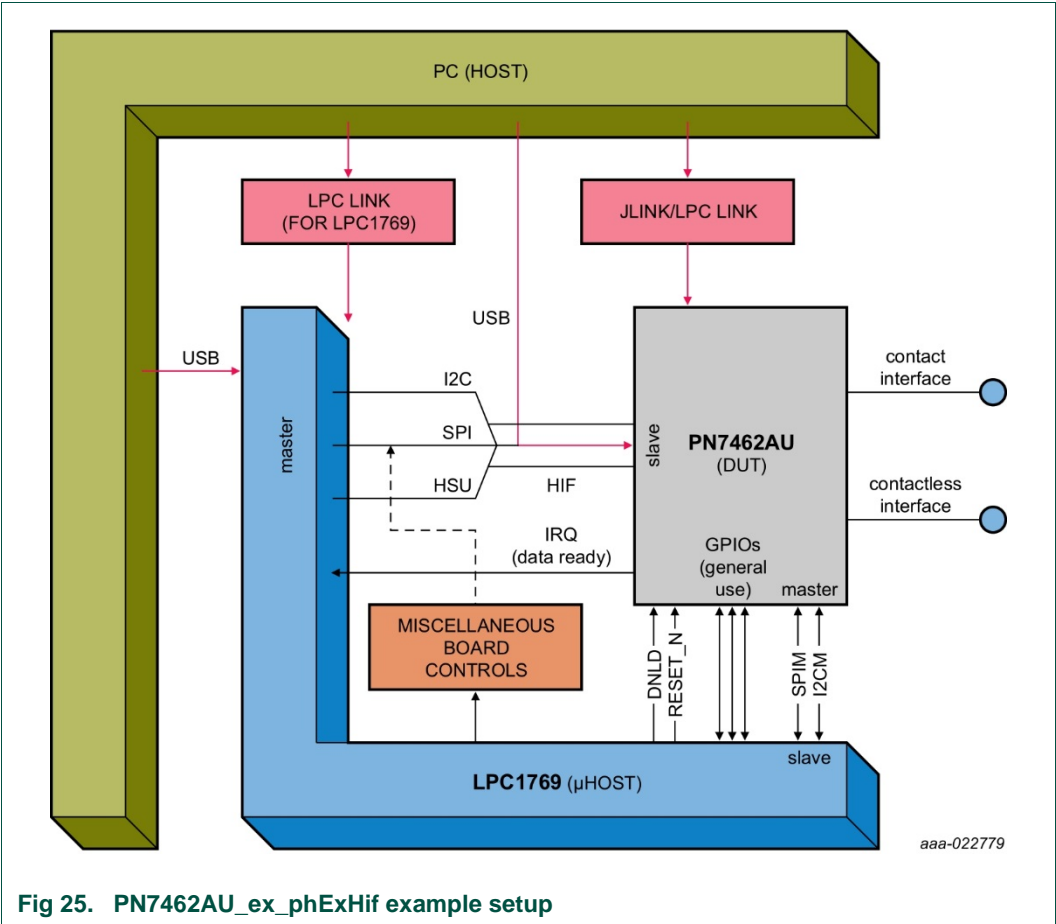 PC (HOST)
LPC LINK
(FOR LPC1769)
JLINK/LPC LINK
USB
USB
master
I2C
SPI
HSU
HIF
slave
PN7462AU
(DUT)
contact
interface
contactless
interface
IRQ
(data ready)
GPIOs
(general
use)
master
MISCELLANEOUS
BOARD
CONTROLS
DNLD
RESET_N
SPIM
I2CM
slave
LPC1769 (µHOST)
aaa-022779
Fig 25. PN7462AU_ex_phExHif example setup